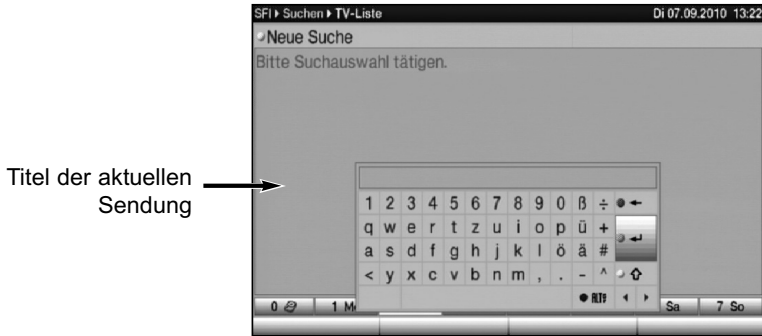 SFI ▸ Suchen ▸ TV-Liste
Di 07.09.2010 13:22
Neue Suche
Bitte Suchauswahl tätigen.
Titel der aktuellen
Sendung
1 2 3 4 5 6 7 8 9 0 ß ÷
q w e r t z u i o p ü +
a s d f g h j k l ö ä #
< y x c v b n m , . - ^
ALT
0
1 M
Sa
7 So